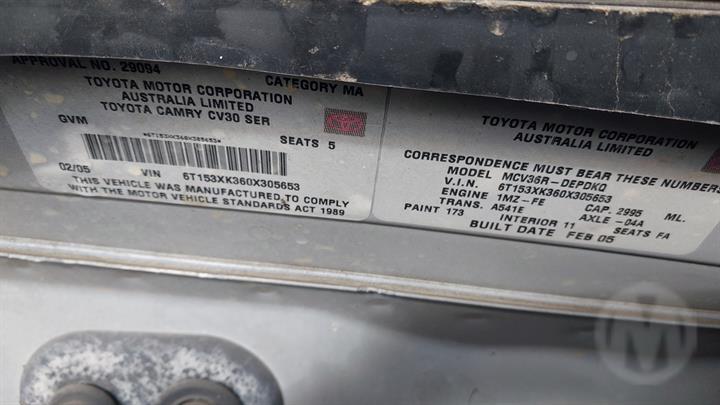 APPROVAL NO. 29094 CATEGORY MA
TOYOTA MOTOR CORPORATION
AUSTRALIA LIMITED
TOYOTA CAMRY CV30 SER
GVM SEATS 5
*6T153XK360X305653*
02/05 VIN 6T153XK360X305653
THIS VEHICLE WAS MANUFACTURED TO COMPLY
WITH THE MOTOR VEHICLE STANDARDS ACT 1989
TOYOTA MOTOR CORPORATION
AUSTRALIA LIMITED
CORRESPONDENCE MUST BEAR THESE NUMBERS
MODEL MCV36R-DEPDKQ
V.I.N. 6T153XK360X305653
ENGINE 1MZ-FE CAP. 2995 ML.
TRANS. A541E AXLE -04A
PAINT 173 INTERIOR 11 SEATS FA
BUILT DATE FEB 05
M